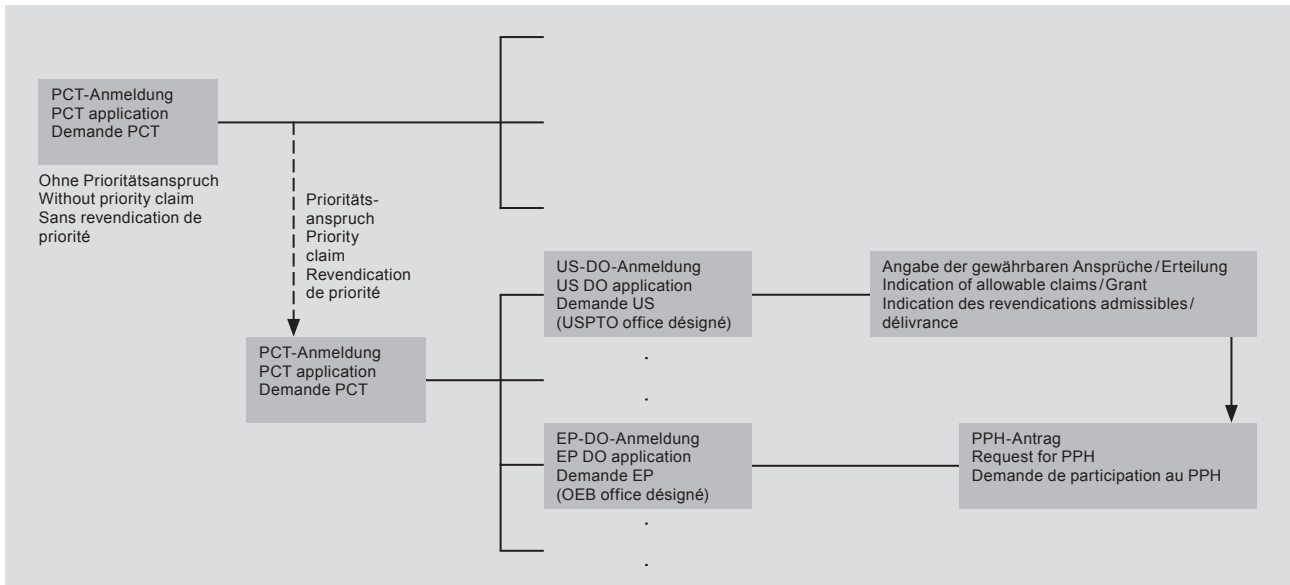 PCT-Anmeldung
PCT application
Demande PCT
Ohne Prioritätsanspruch
Without priority claim
Sans revendication de
priorité
Prioritäts-
anspruch
Priority
claim
Revendication
de priorité
PCT-Anmeldung
PCT application
Demande PCT
US-DO-Anmeldung
US DO application
Demande US
(USPTO office désigné)
Angabe der gewährbaren Ansprüche/Erteilung
Indication of allowable claims/Grant
Indication des revendications admissibles/
délivrance
.
.
EP-DO-Anmeldung
EP DO application
Demande EP
(OEB office désigné)
.
.
PPH-Antrag
Request for PPH
Demande de participation au PPH